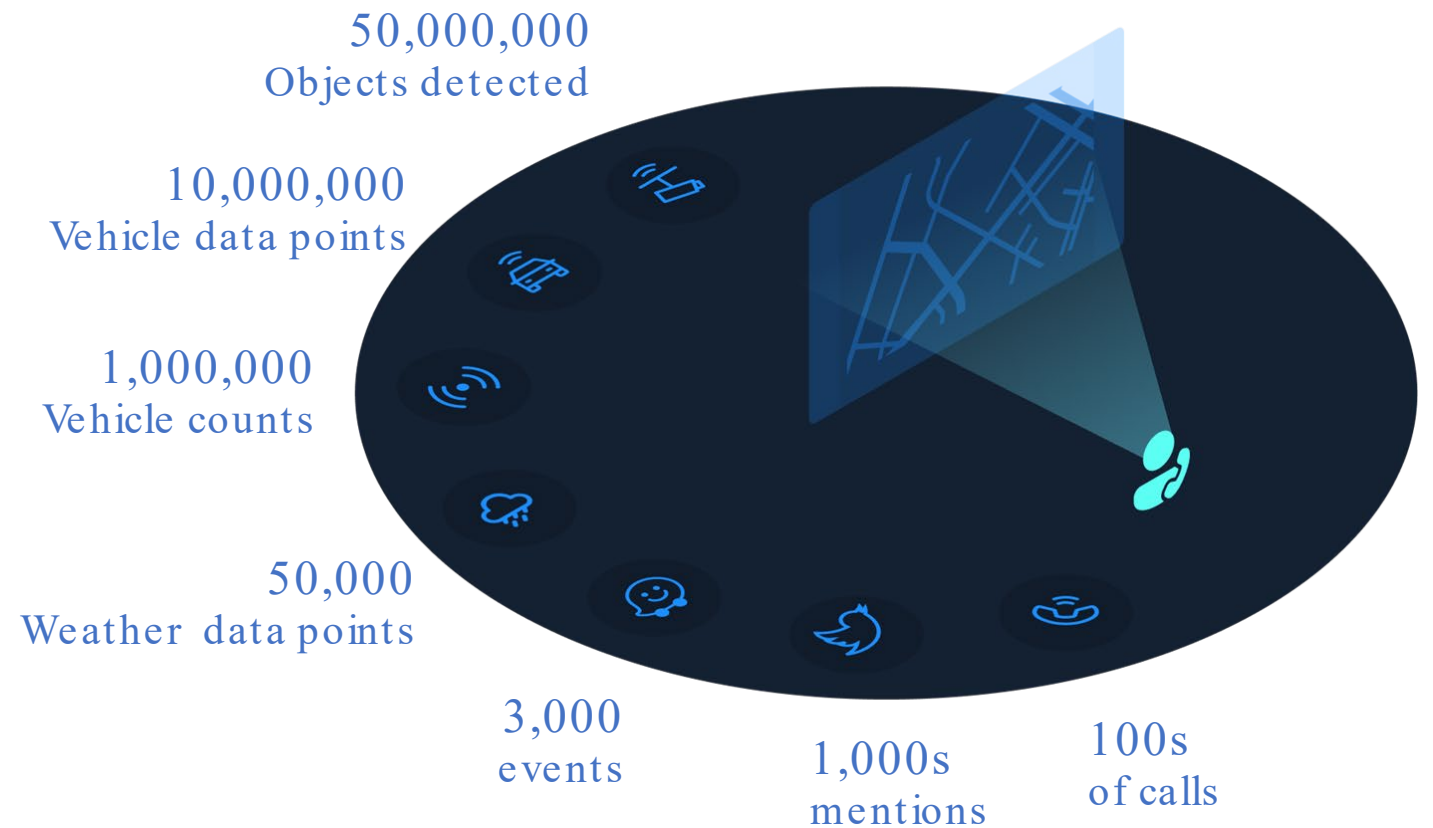 50,000,000
Objects detected
10,000,000
Vehicle data points
1,000,000
Vehicle counts
50,000
Weather data points
3,000
events
1,000s
mentions
100s
of calls